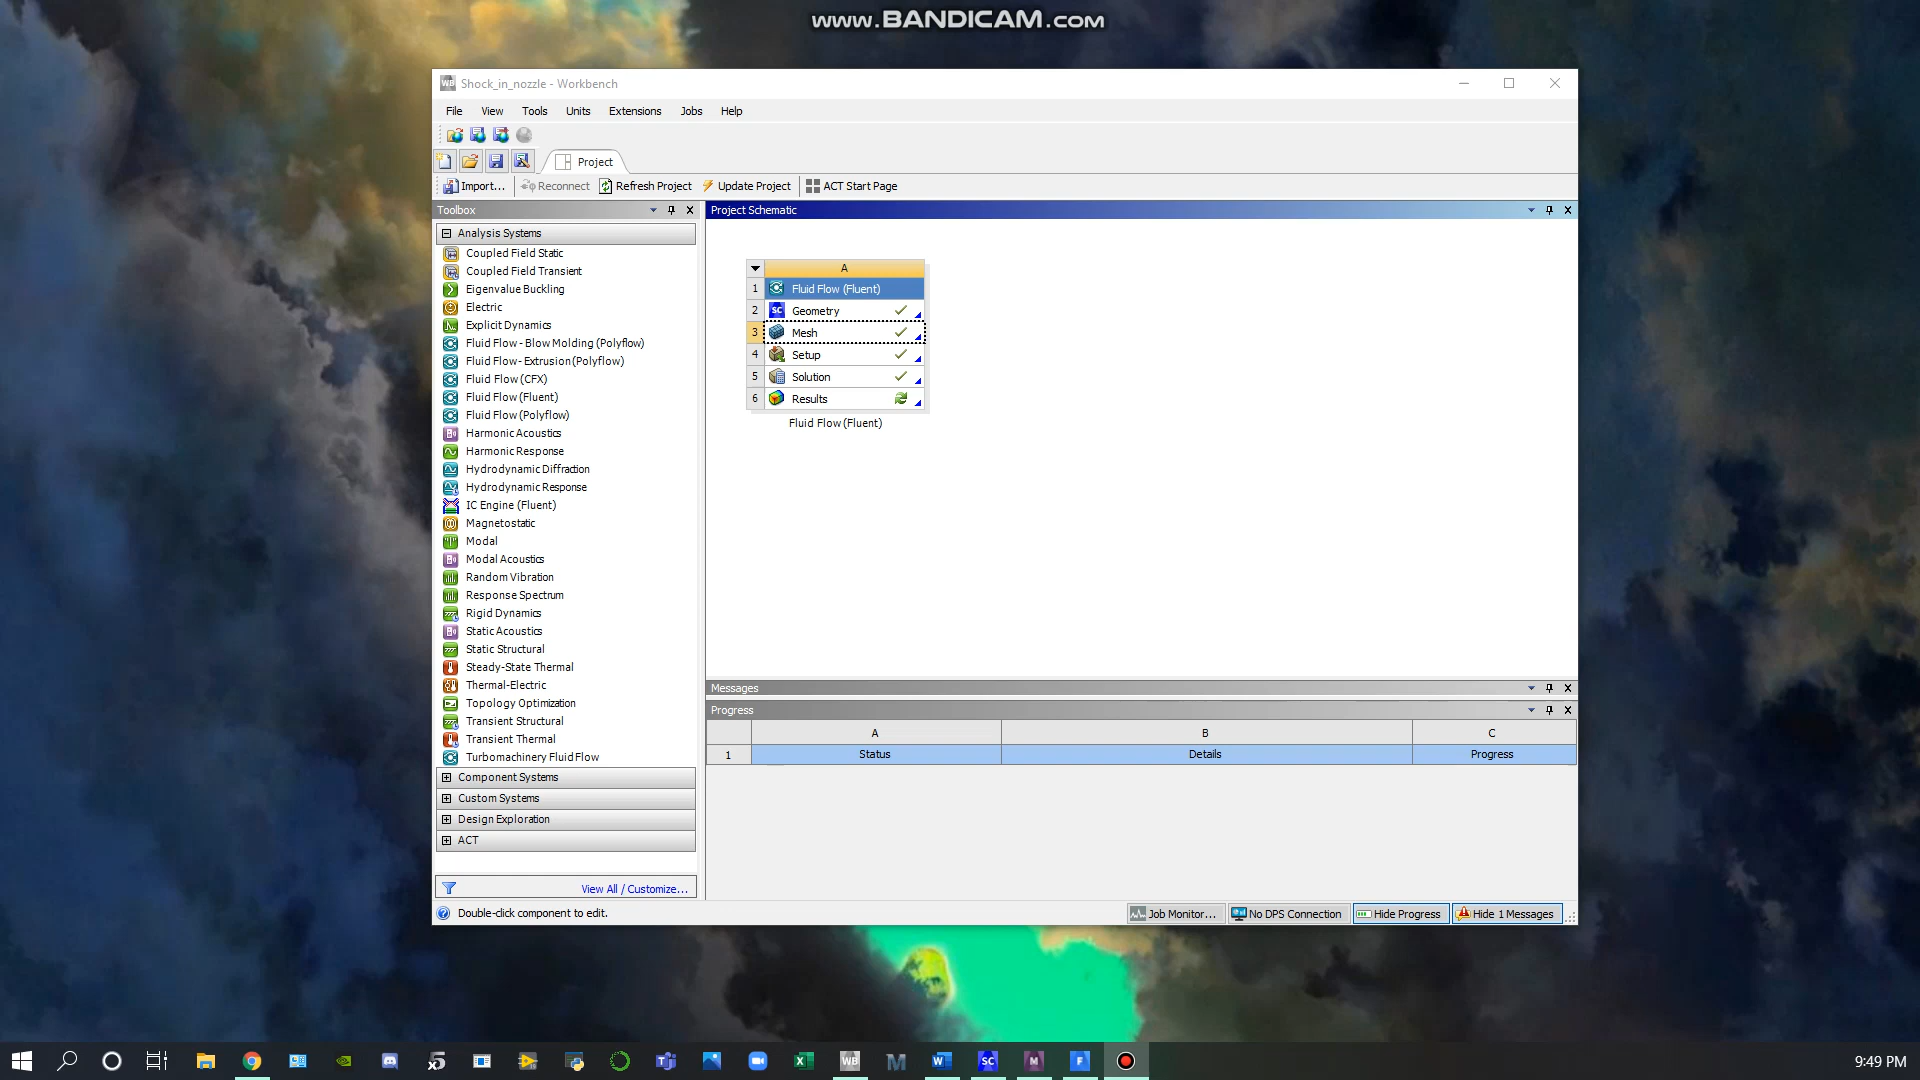 www.BANDICAM.com
WB Shock_in_nozzle - Workbench
File View Tools Units Extensions Jobs Help
Project
Import... Reconnect Refresh Project Update Project ACT Start Page
Toolbox
Analysis Systems
Coupled Field Static
Coupled Field Transient
Eigenvalue Buckling
Electric
Explicit Dynamics
Fluid Flow - Blow Molding (Polyflow)
Fluid Flow- Extrusion(Polyflow)
Fluid Flow (CFX)
Fluid Flow (Fluent)
Fluid Flow (Polyflow)
Harmonic Acoustics
Harmonic Response
Hydrodynamic Diffraction
Hydrodynamic Response
IC Engine (Fluent)
Magnetostatic
Modal
Modal Acoustics
Random Vibration
Response Spectrum
Rigid Dynamics
Static Acoustics
Static Structural
Steady-State Thermal
Thermal-Electric
Topology Optimization
Transient Structural
Transient Thermal
Turbomachinery Fluid Flow
Component Systems
Custom Systems
Design Exploration
ACT
View All / Customize...
Project Schematic
A
1 Fluid Flow (Fluent)
2 SC Geometry
3 Mesh
4 Setup
5 Solution
6 Results
Fluid Flow (Fluent)
Messages
Progress
A B C
1 Status Details Progress
Double-click component to edit.
Job Monitor... No DPS Connection Hide Progress Hide 1 Messages
x5 WB M W SC M F
9:49 PM